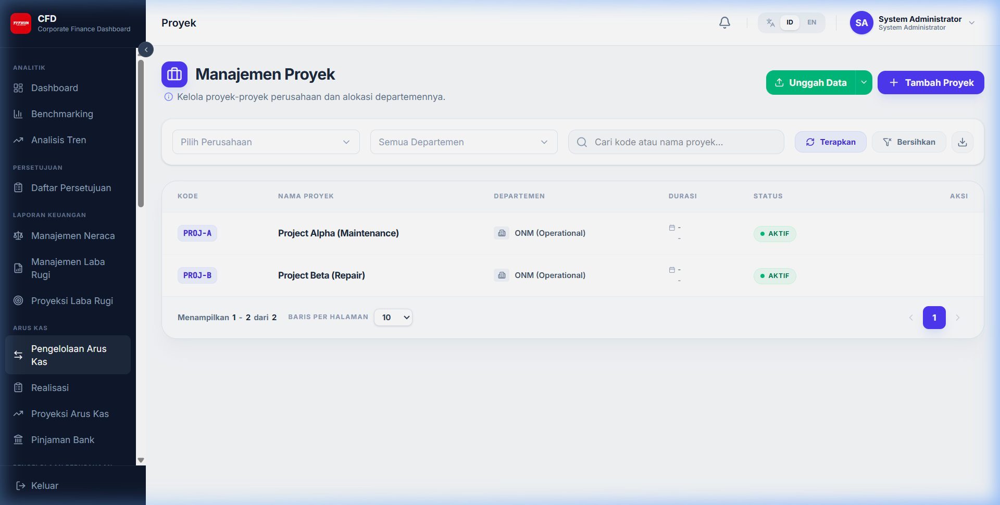 TITHIN
CFD
Corporate Finance Dashboard
ANALITIK
Dashboard
Benchmarking
Analisis Tren
PERSETUJUAN
Daftar Persetujuan
LAPORAN KEUANGAN
Manajemen Neraca
Manajemen Laba
Rugi
Proyeksi Laba Rugi
ARUS KAS
Pengelolaan Arus
Kas
Realisasi
Proyeksi Arus Kas
Pinjaman Bank
Keluar
Proyek
ID
EN
SA
System Administrator
System Administrator
Manajemen Proyek
Kelola proyek-proyek perusahaan dan alokasi departemennya.
Unggah Data
Tambah Proyek
Pilih Perusahaan
Semua Departemen
Cari kode atau nama proyek...
Terapkan
Bersihkan
KODE NAMA PROYEK DEPARTEMEN DURASI STATUS AKSI
PROJ-A Project Alpha (Maintenance) ONM (Operational) - AKTIF
-
PROJ-B Project Beta (Repair) ONM (Operational) - AKTIF
-
Menampilkan 1 - 2 dari 2 BARIS PER HALAMAN 10
1